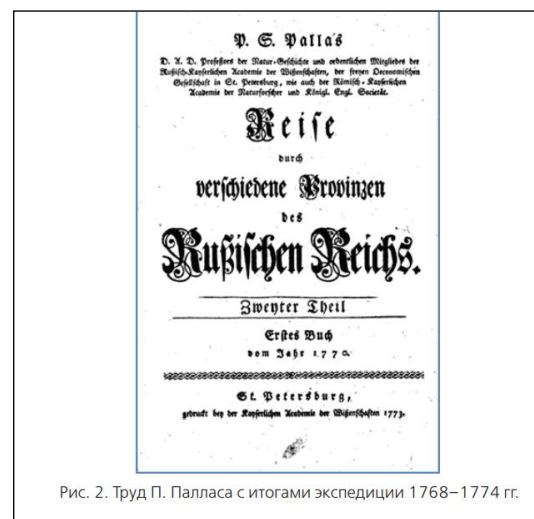 P. S. Pallas
D. A. D. Professors der Natur-Geschichte und ordentlichen Mitgliedes der
Rußisch-Kayserlichen Academie der Wißenschaften, der freyen Oeconomischen
Gesellschaft in St. Petersburg, wie auch der Römisch-Kayserlichen
Academie der Naturforscher und Königl. Engl. Societät.
Reise
durch
verschiedene Provinzen
des
Rußischen Reichs.
Zweyter Theil
Erstes Buch
vom Jahr 1770.
St. Petersburg,
gedruckt bey der Kayserlichen Academie der Wißenschaften 1773.
Рис. 2. Труд П. Палласа с итогами экспедиции 1768–1774 гг.